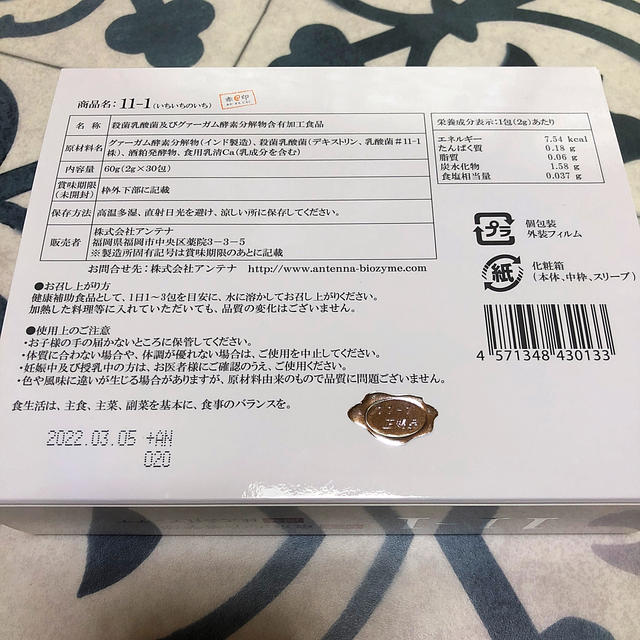 商品名: 11-1(いちいちのいち)
名 称 殺菌乳酸菌及びグァーガム酵素分解物含有加工食品
原材料名 グァーガム酵素分解物(インド製造)、殺菌乳酸菌(デキストリン、乳酸菌#11-1
株)、酒粕発酵物、食用乳清Ca(乳成分を含む)
内容量 60g(2g×30包)
賞味期限
(未開封) 枠外下部に記載
保存方法 高温多湿、直射日光を避け、涼しい所に保存してください。
販売者 株式会社アンテナ
福岡県福岡市中央区薬院3-3-5
※製造所固有記号は賞味期限のあとに記載
お問合せ先:株式会社アンテナ http://www.antenna-biozyme.com
栄養成分表示:1包(2g)あたり
エネルギー 7.54 kcal
たんぱく質 0.18 g
脂質 0.06 g
炭水化物 1.58 g
食塩相当量 0.037 g
プラ
個包装
外装フィルム
紙
化粧箱
(本体、中枠、スリーブ)
4 571348 430133
●お召し上がり方
健康補助食品として、1日1~3包を目安に、水に溶かしてお召し上がりください。
加熱した料理等に入れていただいても、品質の変化はございません。
●使用上のご注意
・お子様の手の届かないところに保管してください。
・体質に合わない場合や、体調が優れない場合は、ご使用を中止してください。
・妊娠中及び授乳中の方は、お医者様にご確認のうえ、ご使用ください。
・色や風味に違いが生じる場合がありますが、原材料由来のもので品質に問題ございません。
食生活は、主食、主菜、副菜を基本に、食事のバランスを。
2022.03.05 +AN
020